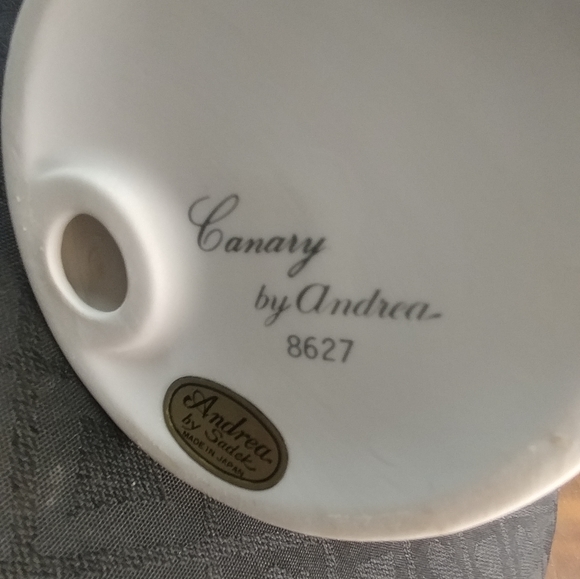 Canary
by Andrea
8627
Andrea
by Sadek
MADE IN JAPAN